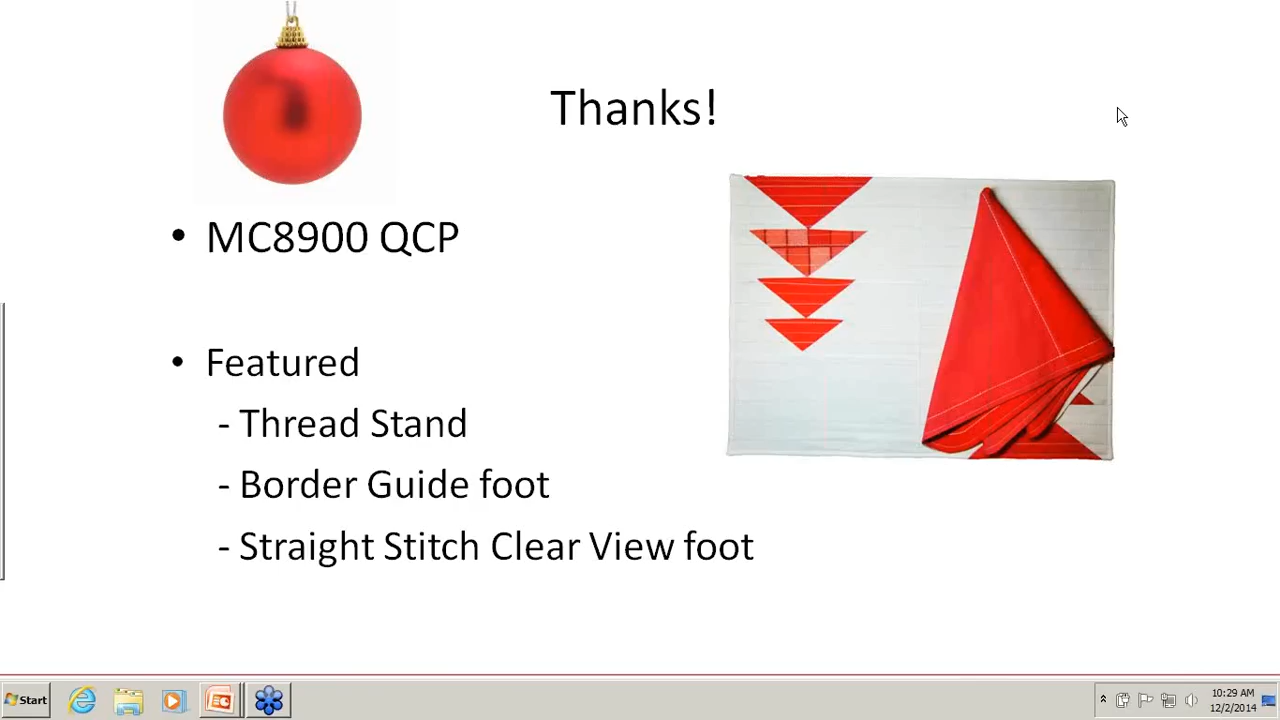 Thanks!
• MC8900 QCP
• Featured
- Thread Stand
- Border Guide foot
- Straight Stitch Clear View foot
Start
10:29 AM
12/2/2014